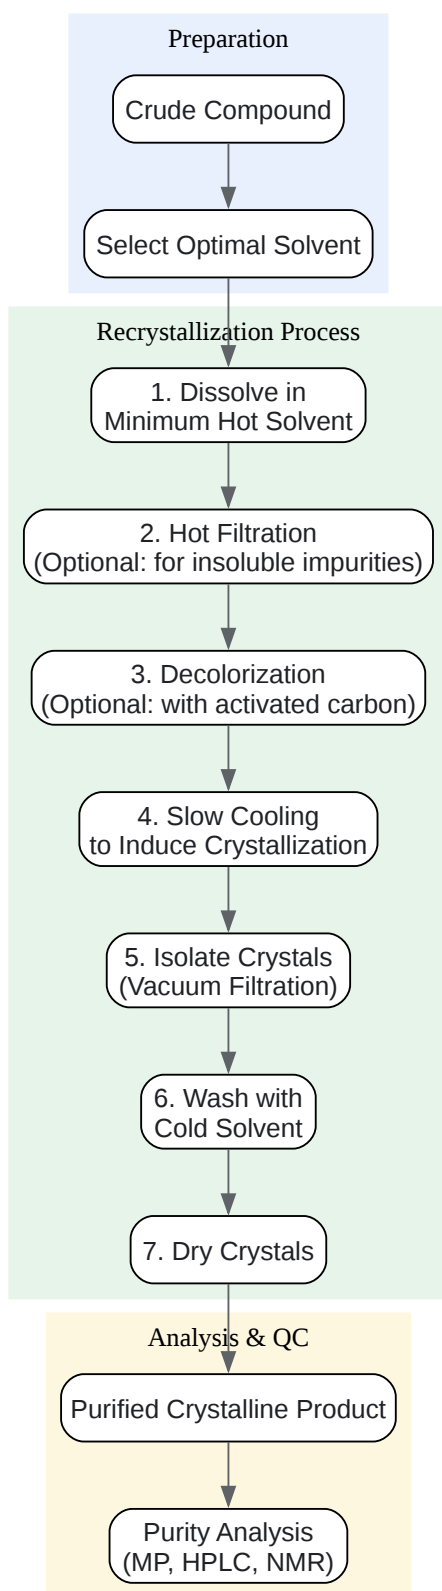 Preparation
Crude Compound
Select Optimal Solvent
Recrystallization Process
1. Dissolve in
Minimum Hot Solvent
2. Hot Filtration
(Optional: for insoluble impurities)
3. Decolorization
(Optional: with activated carbon)
4. Slow Cooling
to Induce Crystallization
5. Isolate Crystals
(Vacuum Filtration)
6. Wash with
Cold Solvent
7. Dry Crystals
Analysis & QC
Purified Crystalline Product
Purity Analysis
(MP, HPLC, NMR)